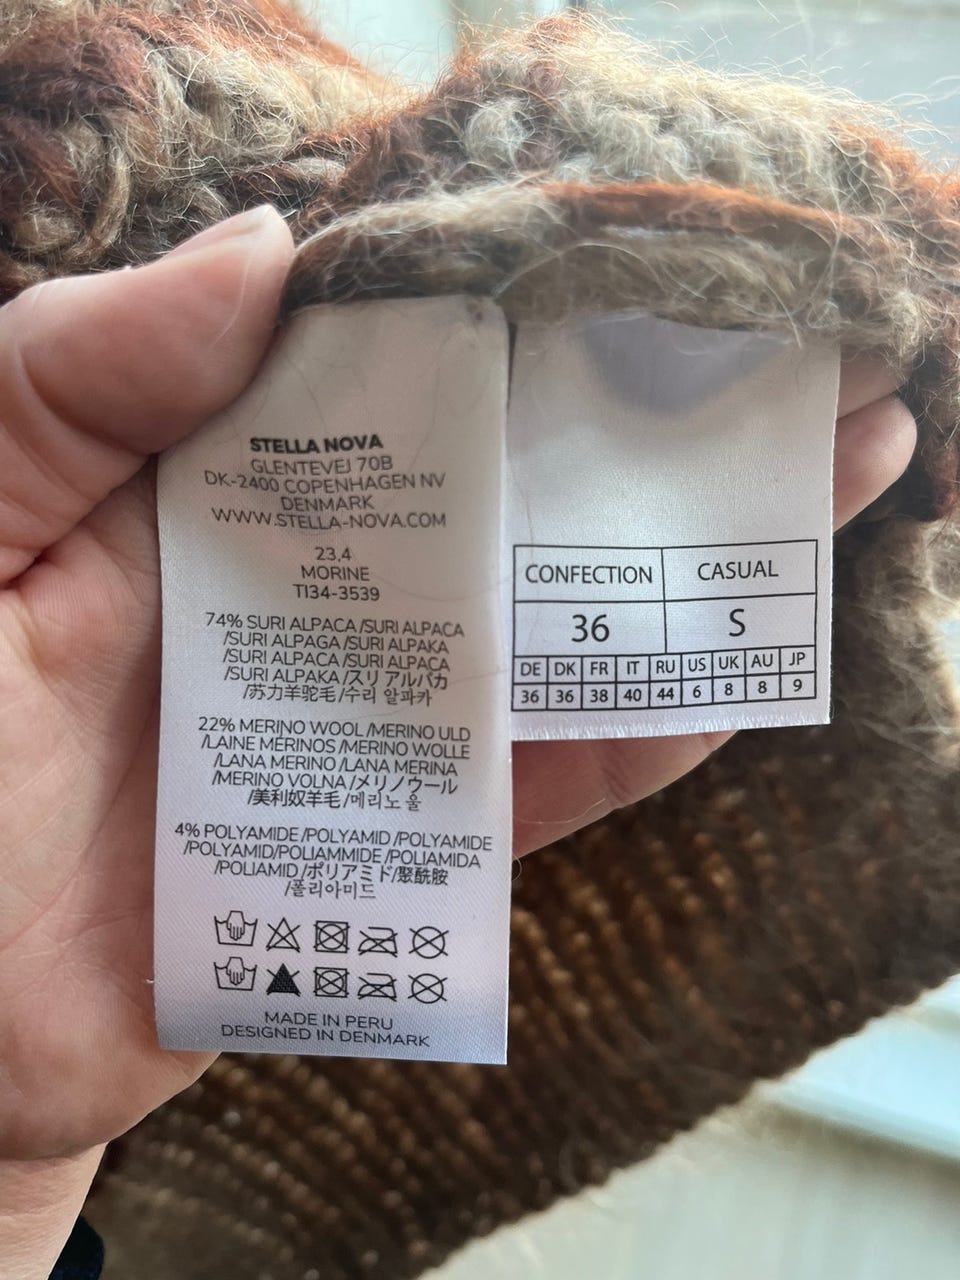 STELLA NOVA
GLENTEVEJ 70B
DK-2400 COPENHAGEN NV
DENMARK
WWW.STELLA-NOVA.COM
23,4
MORINE
TI34-3539
74% SURI ALPACA /SURI ALPACA
/SURI ALPAGA /SURI ALPAKA
/SURI ALPACA /SURI ALPACA
/SURI ALPAKA /スリ アルパカ
/苏力羊驼毛 /수리 알파카
22% MERINO WOOL /MERINO ULD
/LAINE MÉRINOS /MERINO WOLLE
/LANA MERINO /LANA MERINA
/MERINO VOLNA /メリノウール
/美利奴羊毛 /메리노 울
4% POLYAMIDE /POLYAMID /POLYAMIDE
/POLYAMID/POLIAMMIDE /POLIAMIDA
/POLIAMID /ポリアミド/聚酰胺
/폴리아미드
MADE IN PERU
DESIGNED IN DENMARK
CONFECTION CASUAL
36 S
DE DK FR IT RU US UK AU JP
36 36 38 40 44 6 8 8 9